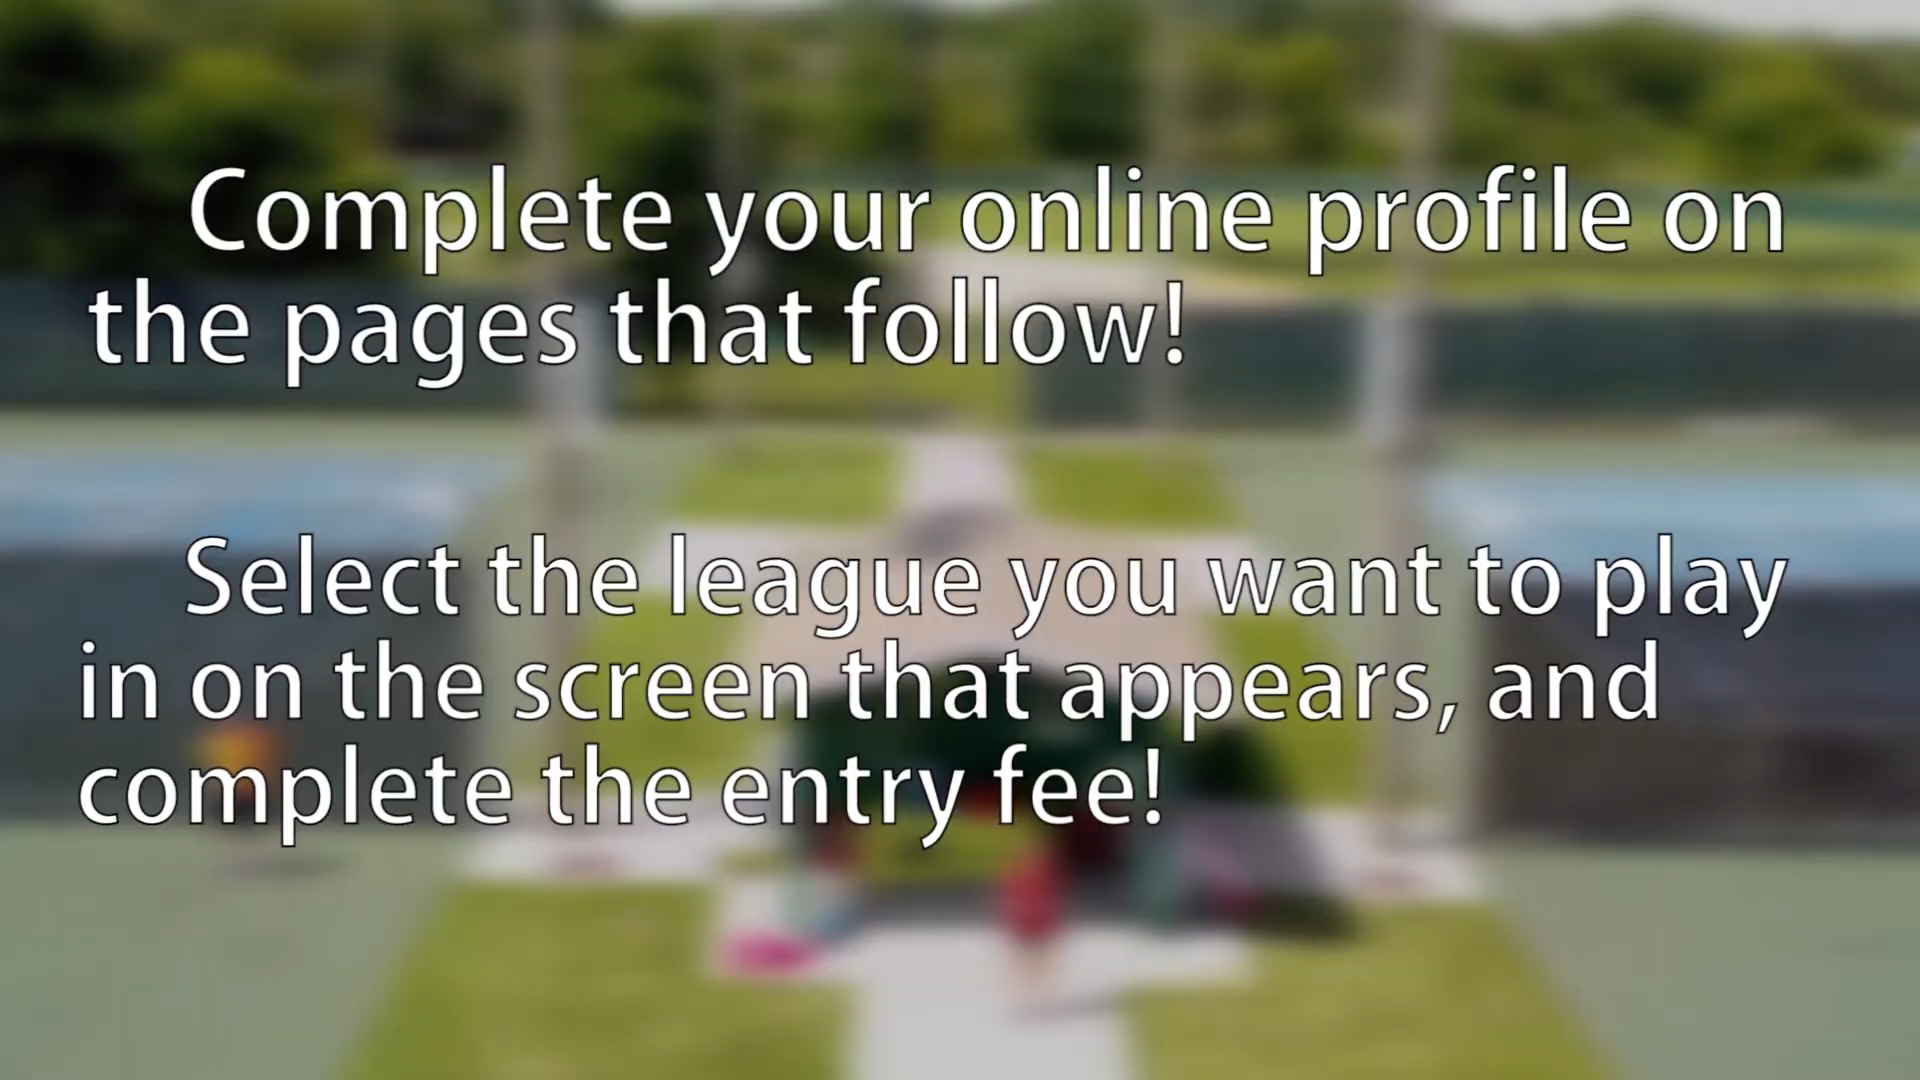 Complete your online profile on
the pages that follow!
Select the league you want to play
in on the screen that appears, and
complete the entry fee!